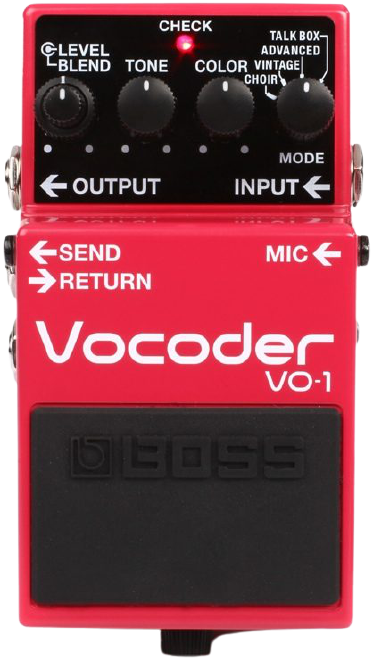 CHECK
LEVEL
BLEND
TONE
COLOR
TALK BOX
ADVANCED
VINTAGE
CHOIR
MODE
OUTPUT
INPUT
SEND
RETURN
MIC
Vocoder
VO-1
BOSS